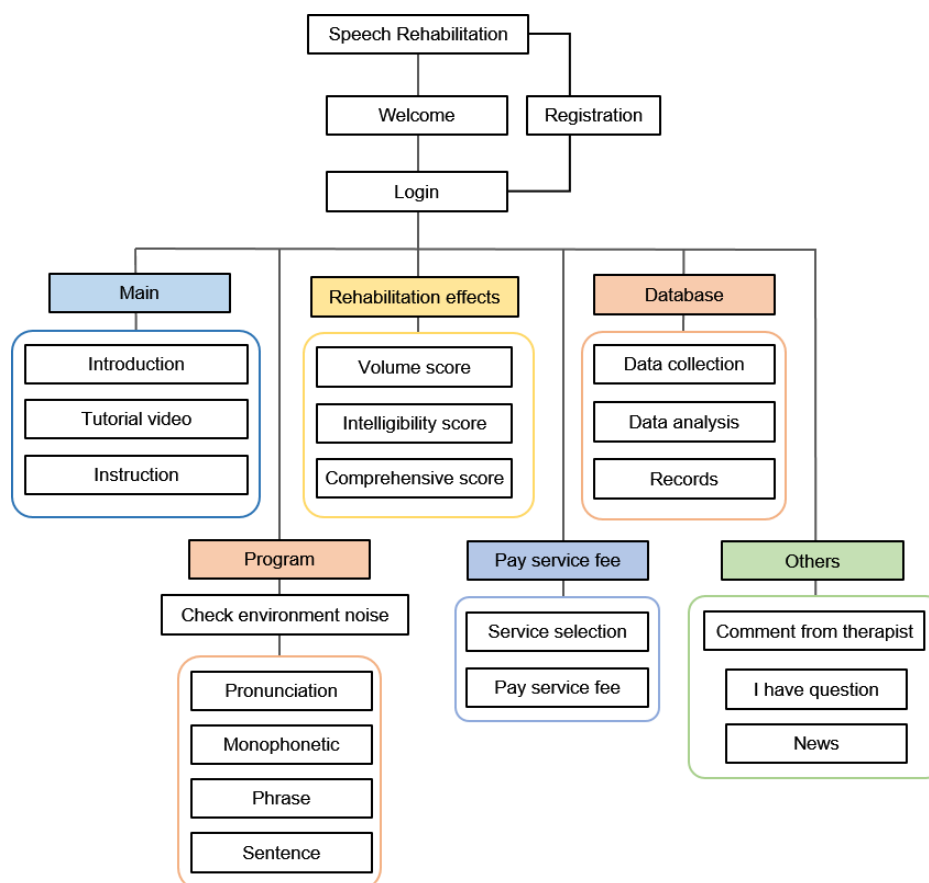 Speech Rehabilitation
Welcome
Registration
Login
Main
Introduction
Tutorial video
Instruction
Rehabilitation effects
Volume score
Intelligibility score
Comprehensive score
Database
Data collection
Data analysis
Records
Program
Check environment noise
Pronunciation
Monophonetic
Phrase
Sentence
Pay service fee
Service selection
Pay service fee
Others
Comment from therapist
I have question
News